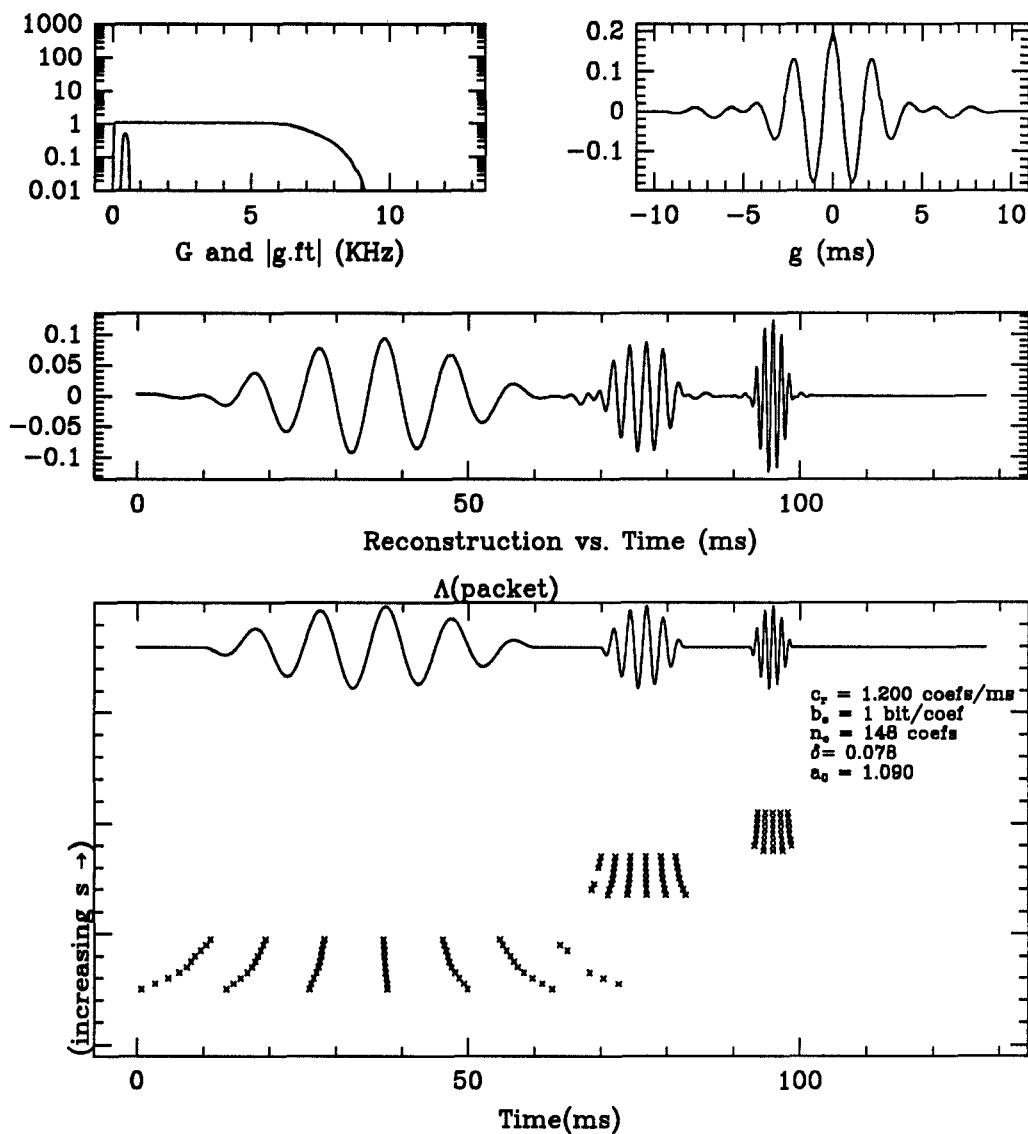 1000
100
10
1
0.1
0.01
0 5 10
G and |g.ft| (KHz)
0.2
0.1
0
−0.1
−10 −5 0 5 10
g (ms)
0.1
0.05
0
−0.05
−0.1
0 50 100
Reconstruction vs. Time (ms)
Λ(packet)
c_r = 1.200 coefs/ms
b_s = 1 bit/coef
n_e = 148 coefs
δ= 0.078
a_0 = 1.090
(increasing s →)
0 50 100
Time(ms)